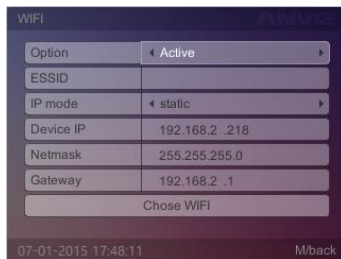 WIFI ANVIZ
Option Active
ESSID
IP mode static
Device IP 192.168.2 .218
Netmask 255.255.255.0
Gateway 192.168.2 .1
Chose WIFI
07-01-2015 17:48:11 M/back